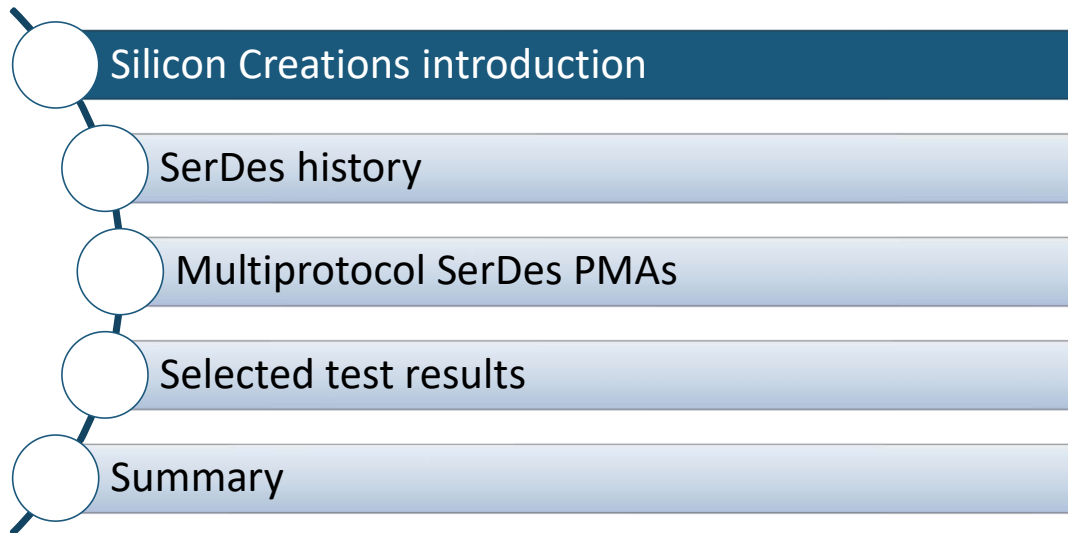 Silicon Creations introduction
SerDes history
Multiprotocol SerDes PMAs
Selected test results
Summary